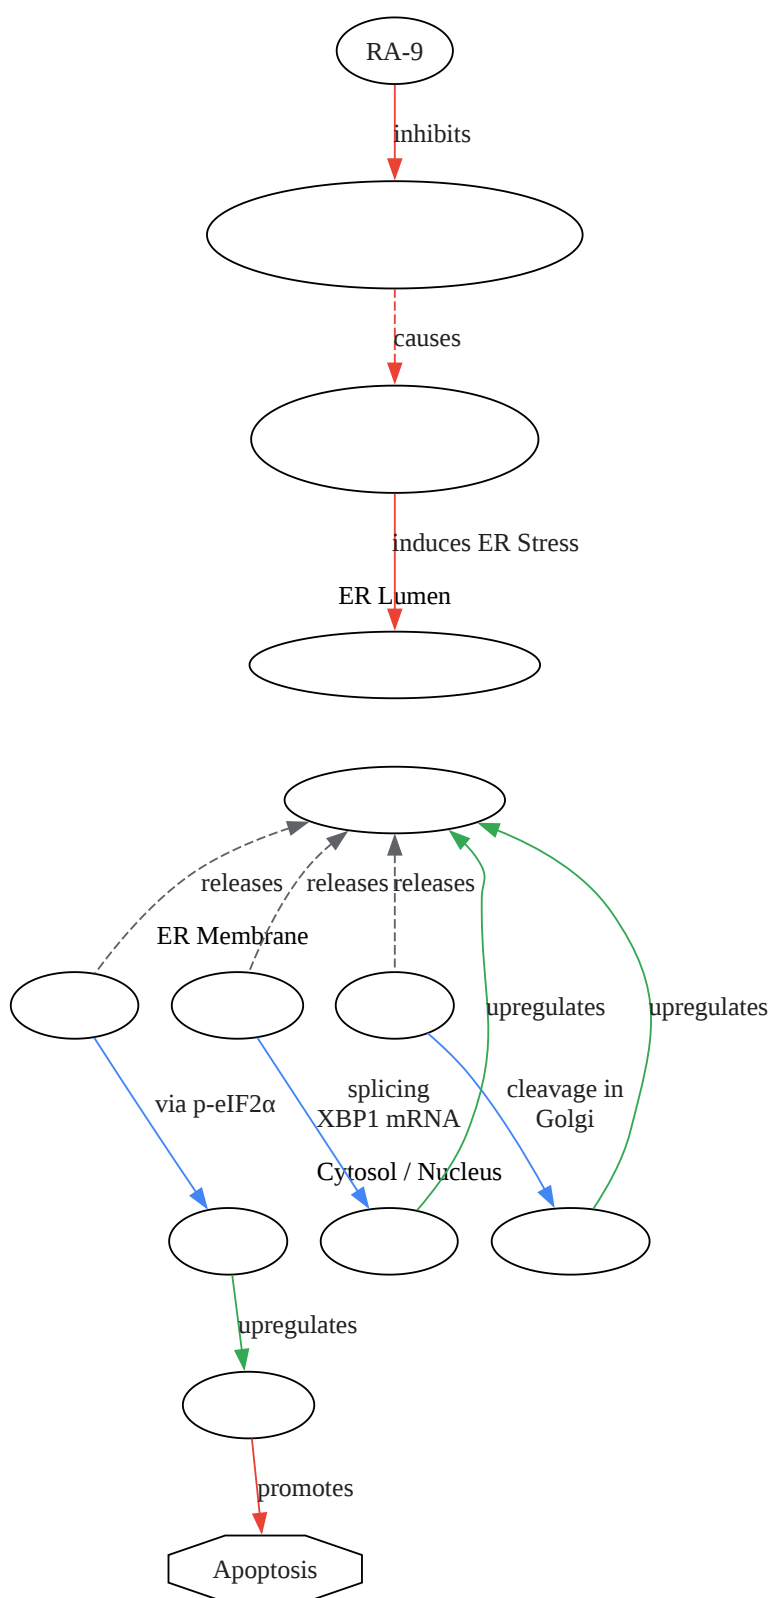 RA-9
inhibits
causes
induces ER Stress
ER Lumen
releases
releases
releases
ER Membrane
upregulates
upregulates
via p-eIF2α
splicing
XBP1 mRNA
cleavage in
Golgi
Cytosol / Nucleus
upregulates
promotes
Apoptosis